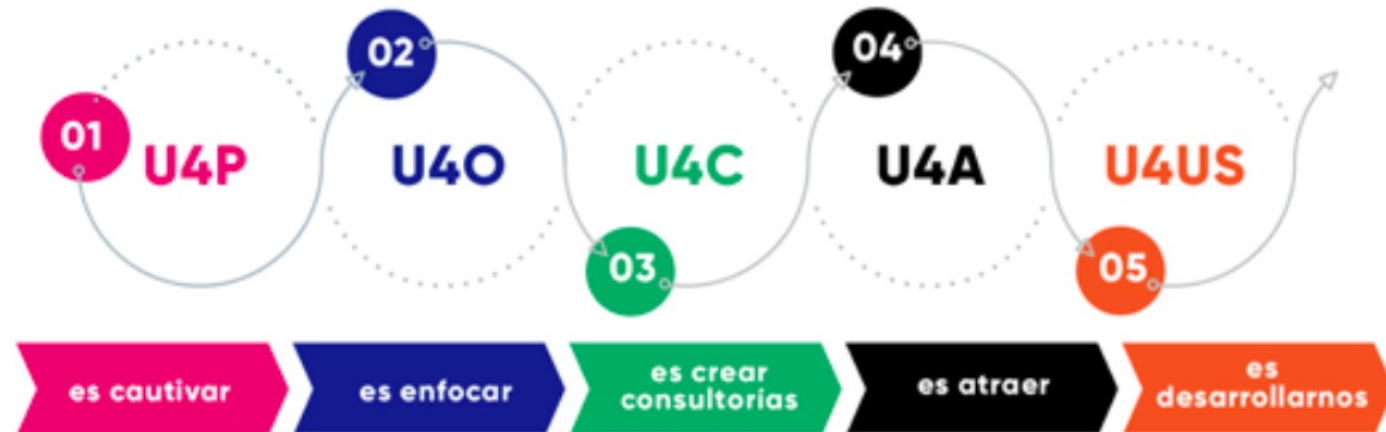 01
U4P
02
U4O
03
U4C
04
U4A
05
U4US
es cautivar
es enfocar
es crear
consultorías
es atraer
es
desarrollarnos